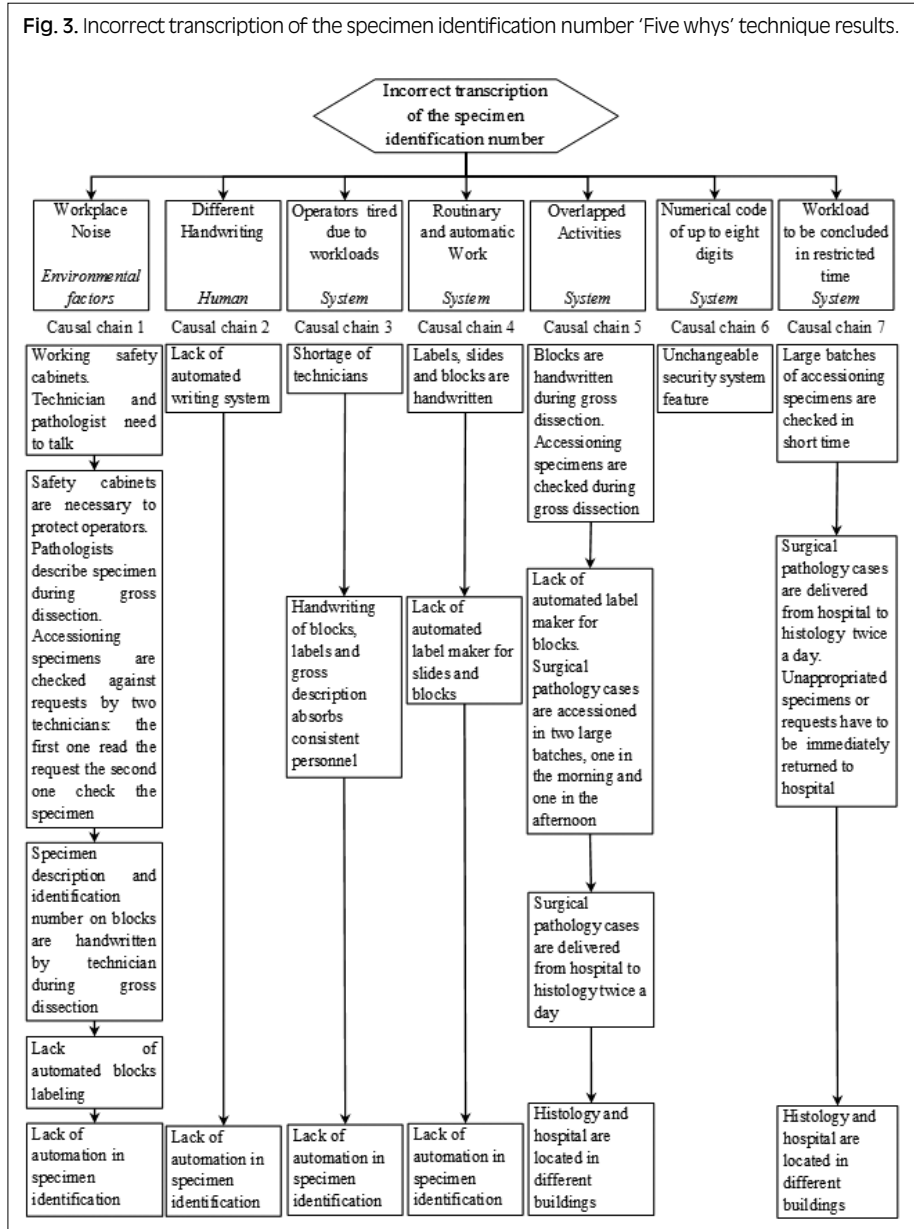 Fig. 3. Incorrect transcription of the specimen identification number ‘Five whys’ technique results.
Incorrect transcription
of the specimen
identification number
Workplace
Noise
Environmental
factors
Different
Handwriting
Human
Operators tired
due to
workloads
System
Routinary
and automatic
Work
System
Overlapped
Activities
System
Numerical code
of up to eight
digits
System
Workload
to be concluded
in restricted
time
System
Causal chain 1
Working safety
cabinets.
Technician and
pathologist need
to talk
Safety cabinets
are necessary to
protect operators.
Pathologists
describe specimen
during gross
dissection.
Accessioning
specimens are
checked against
requests by two
technicians: the
first one read the
request the second
one check the
specimen
Specimen
description and
identification
number on blocks
are handwritten
by technician
during gross
dissection
Lack of
automated blocks
labeling
Lack of
automation in
specimen
identification
Causal chain 2
Lack of
automated
writing system
Lack of
automation in
specimen
identification
Causal chain 3
Shortage of
technicians
Handwriting
of blocks,
labels and
gross
description
absorbs
consistent
personnel
Lack of
automation in
specimen
identification
Causal chain 4
Labels, slides
and blocks are
handwritten
Lack of
automated
label maker for
slides and
blocks
Lack of
automation in
specimen
identification
Causal chain 5
Blocks are
handwritten
during gross
dissection.
Accessioning
specimens are
checked during
gross dissection
Lack of
automated label
maker for
blocks.
Surgical
pathology cases
are accessioned
in two large
batches, one in
the morning and
one in the
afternoon
Surgical
pathology cases
are delivered
from hospital to
histology twice a
day
Histology and
hospital are
located in
different
buildings
Causal chain 6
Unchangeable
security system
feature
Causal chain 7
Large batches
of accessioning
specimens are
checked in
short time
Surgical
pathology cases
are delivered
from hospital to
histology twice
a day.
Unappropriated
specimens or
requests have to
be immediately
returned to
hospital
Histology and
hospital are
located in
different
buildings